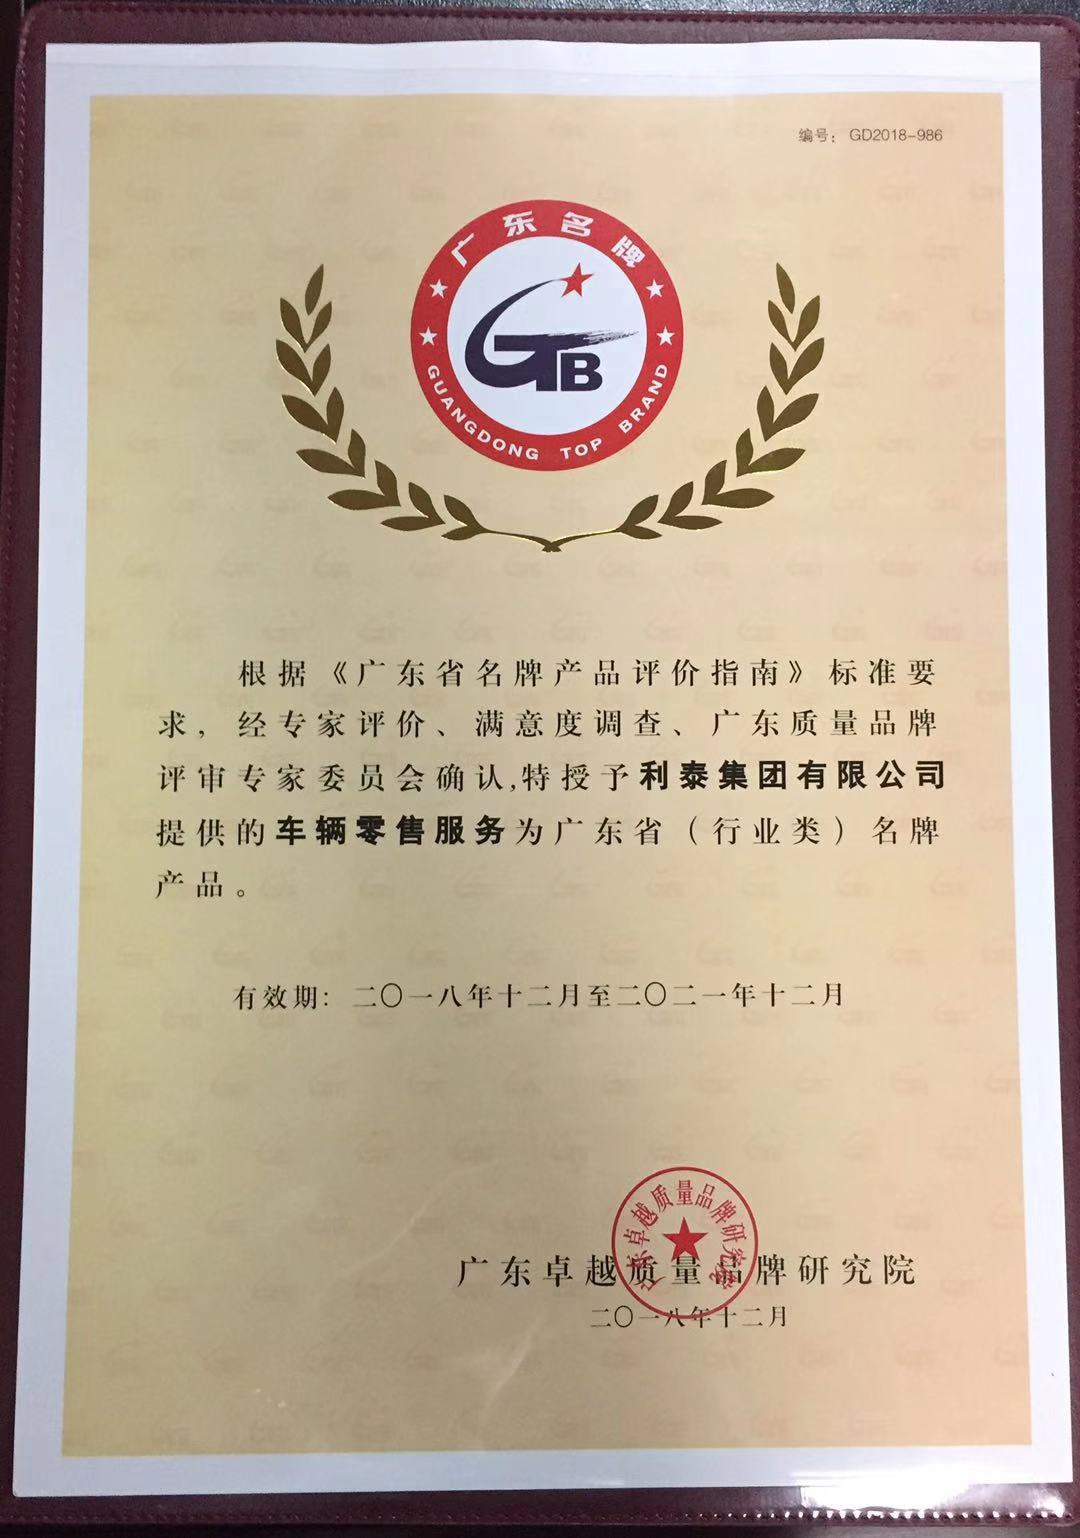 编号：GD2018-986
广东名牌
GTB
GUANGDONG TOP BRAND
根据《广东省名牌产品评价指南》标准要
求，经专家评价、满意度调查、广东质量品牌
评审专家委员会确认,特授予利泰集团有限公司
提供的车辆零售服务为广东省（行业类）名牌
产品。
有效期：二〇一八年十二月至二〇二一年十二月
广东卓越质量品牌研究院
广东卓越质量品牌研究院
二〇一八年十二月